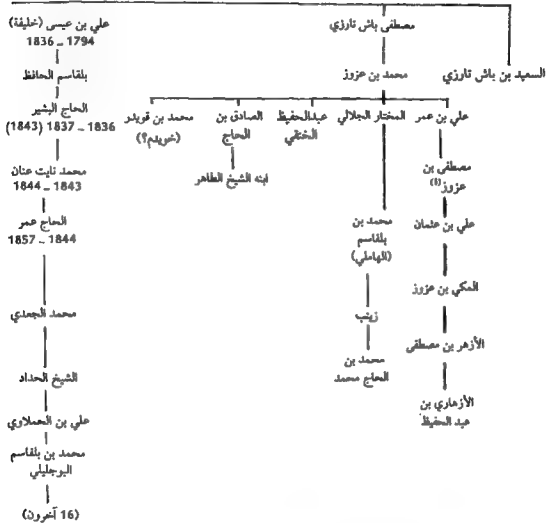 السعيد بن باش تارزي
مصطفى باش تارزي
محمد بن عزوز
علي بن عمر
مصطفى بن
عزوز(8)
علي بن عثمان
المكي بن عزوز
الأزهر بن مصطفى
الأزهاري بن
عبد الحفيظ
المختار الجلالي
محمد بن
بلقاسم
(الهاملي)
زينب
محمد بن
الحاج محمد
عبدالحفيظ
الخنقي
الصادق بن
الحاج
ابنه الشيخ الطاهر
محمد بن قويدر
(خويدم؟)
علي بن عيسى (خليفة)
1794 ـ 1836
بلقاسم الحافظ
الحاج البشير
1836 ـ 1837 (1843)
محمد نايت عنان
1843 ـ 1844
الحاج عمر
1844 ـ 1857
محمد الجعدي
الشيخ الحداد
علي بن الحملاوي
محمد بن بلقاسم
البوجليلي
(16 آخرون)